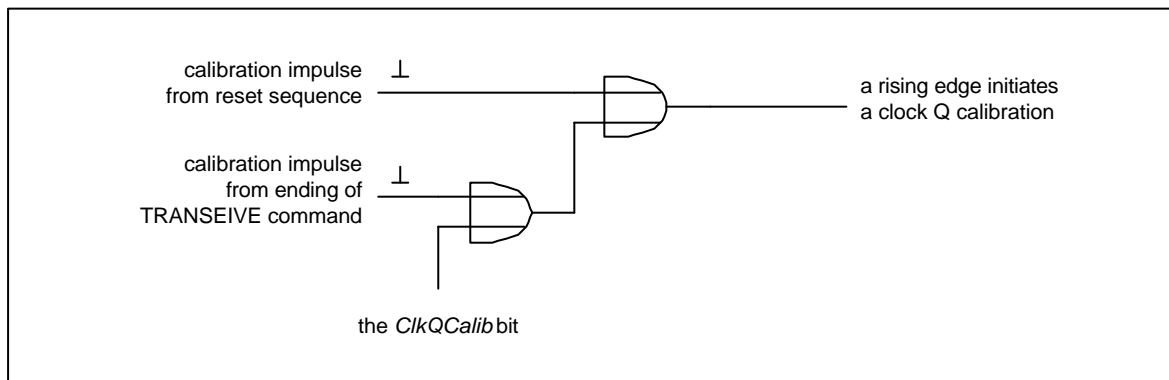 calibration impulse
from reset sequence
a rising edge initiates
a clock Q calibration
calibration impulse
from ending of
TRANSEIVE command
the ClkQCalib bit